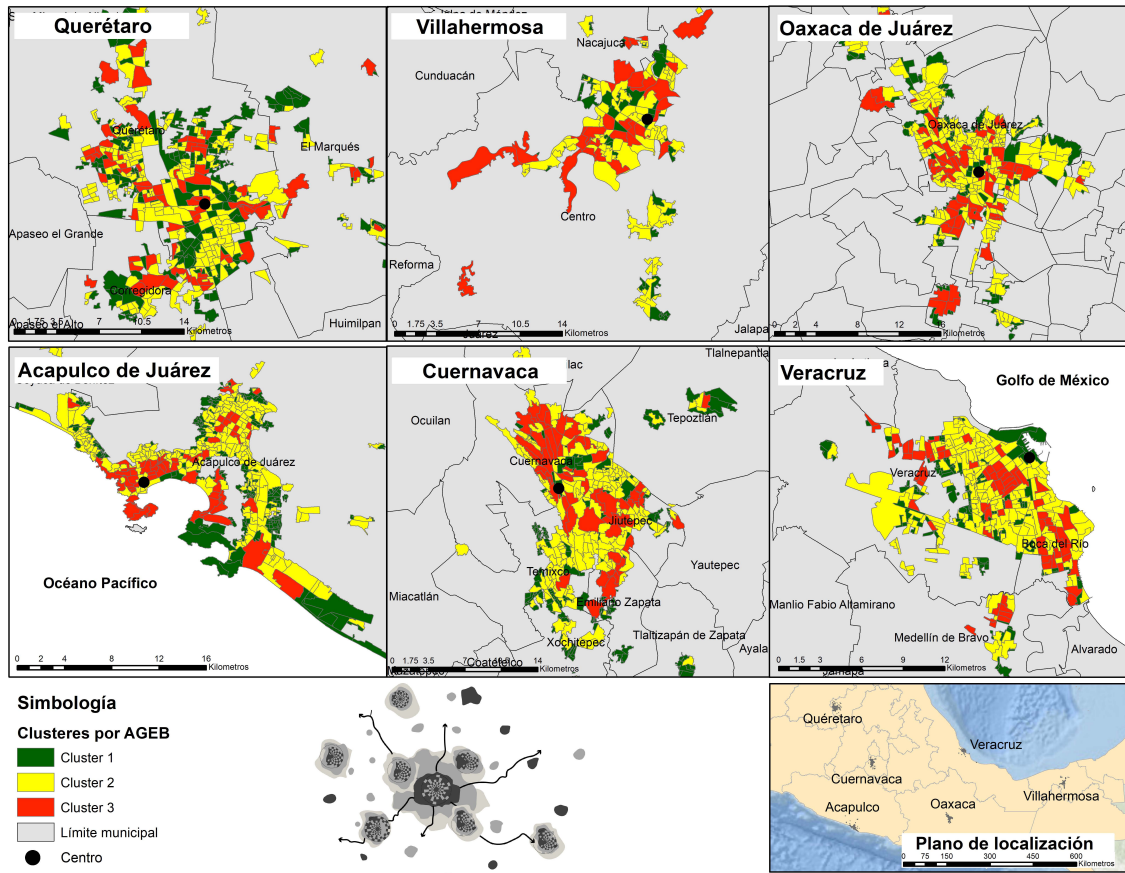 Querétaro
Querétaro
El Marqués
Apaseo el Grande
Corregidora
Apaseo el Alto
Huimilpan
0 1.75 3.5 7 10.5 14
Kilometros
Villahermosa
Nacajuca
Cunduacán
Centro
Reforma
Jalapa
0 1.75 3.5 7 10.5 14
Kilometros
Juárez
Oaxaca de Juárez
Oaxaca de Juárez
0 2 4 8 12 16
Kilometros
Acapulco de Juárez
Acapulco de Juárez
Océano Pacífico
0 2 4 8 12 16
Kilometros
Cuernavaca
Tlalnepantla
Ocuilan
Tepoztlán
Cuernavaca
Jiutepec
Temixco
Yautepec
Miacatlán
Emiliano Zapata
Tlaltizapán de Zapata
Xochitepec
Ayala
Coatetelco
0 1.75 3.5 7 10.5 14
Kilometros
Veracruz
Golfo de México
Veracruz
Boca del Río
Manlio Fabio Altamirano
Medellín de Bravo
Alvarado
0 1.5 3 6 9 12
Kilometros
Jamapa
Simbología
Clusteres por AGEB
Cluster 1
Cluster 2
Cluster 3
Límite municipal
Centro
Quéretaro
Veracruz
Cuernavaca
Villahermosa
Acapulco
Oaxaca
Plano de localización
0 75 150 300 450 600
Kilometros